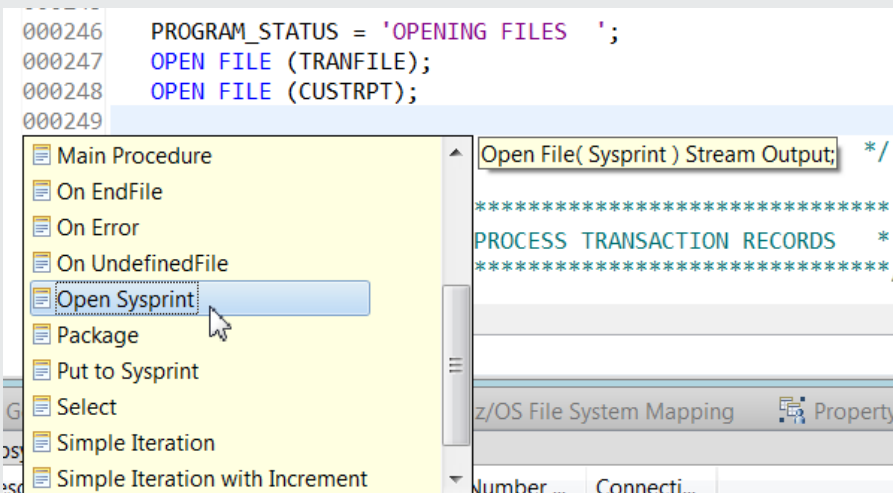 000246 PROGRAM_STATUS = 'OPENING FILES  ';
000247 OPEN FILE (TRANFILE);
000248 OPEN FILE (CUSTRPT);
000249
Main Procedure
Open File( Sysprint ) Stream Output;
*/
On EndFile
On Error
********************************
On UndefinedFile
PROCESS TRANSACTION RECORDS *
Open Sysprint
Package
Put to Sysprint
Select
z/OS File System Mapping
Property
Simple Iteration
Simple Iteration with Increment
Number ...
Connecti...